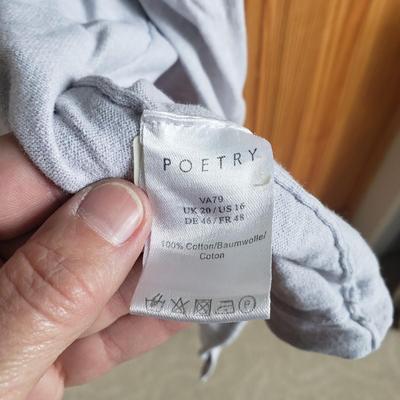 POETRY
VA79
UK 20 / US 16
DE 46 / FR 48
100% Cotton/Baumwolle/
Coton